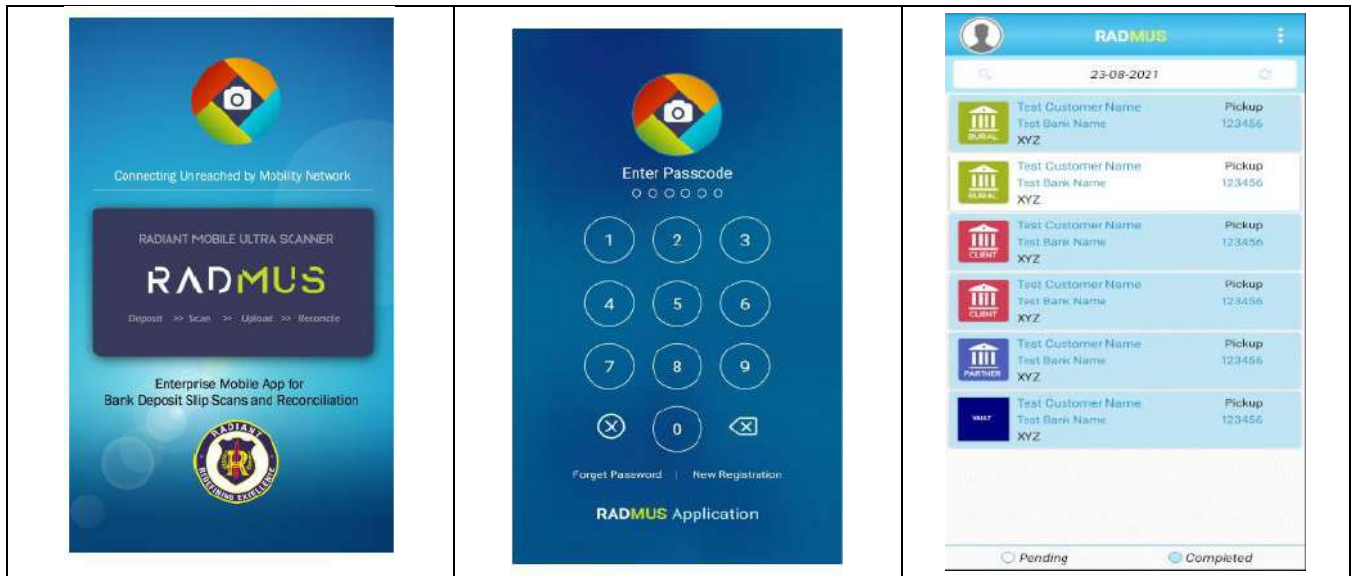 Connecting Unreached by Mobility Network
RADIANT MOBILE ULTRA SCANNER
RADMUS
Deposit >> Scan >> Upload >> Reconcile
Enterprise Mobile App for
Bank Deposit Slip Scans and Reconciliation
RADIANT
R
REDEFINING EXCELLENCE
Enter Passcode
1 2 3
4 5 6
7 8 9
0
Forget Password | New Registration
RADMUS Application
RADMUS
23-08-2021
Test Customer Name Pickup
Test Bank Name 123456
BURAL XYZ
Test Customer Name Pickup
Test Bank Name 123456
BURAL XYZ
Test Customer Name Pickup
Test Bank Name 123456
CLIENT XYZ
Test Customer Name Pickup
Test Bank Name 123456
CLIENT XYZ
Test Customer Name Pickup
Test Bank Name 123456
PARTNER XYZ
Test Customer Name Pickup
VAULT Test Bank Name 123456
XYZ
Pending Completed